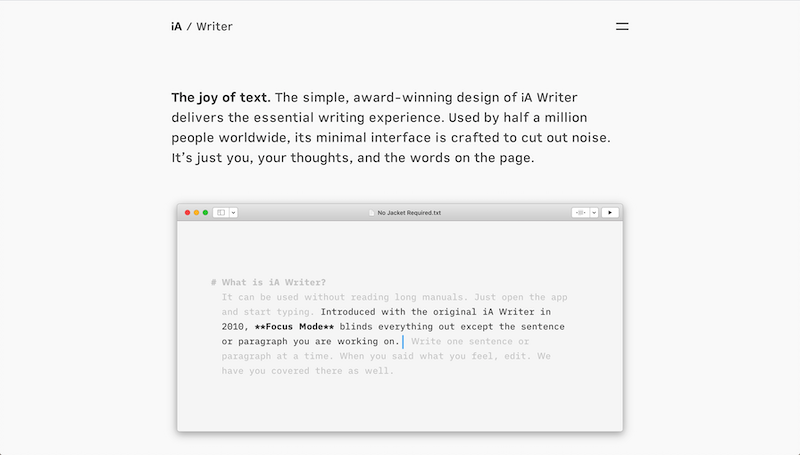 iA / Writer
The joy of text. The simple, award-winning design of iA Writer
delivers the essential writing experience. Used by half a million
people worldwide, its minimal interface is crafted to cut out noise.
It's just you, your thoughts, and the words on the page.
No Jacket Required.txt
# What is iA Writer?
It can be used without reading long manuals. Just open the app
and start typing. Introduced with the original iA Writer in
2010, **Focus Mode** blinds everything out except the sentence
or paragraph you are working on. Write one sentence or
paragraph at a time. When you said what you feel, edit. We
have you covered there as well.